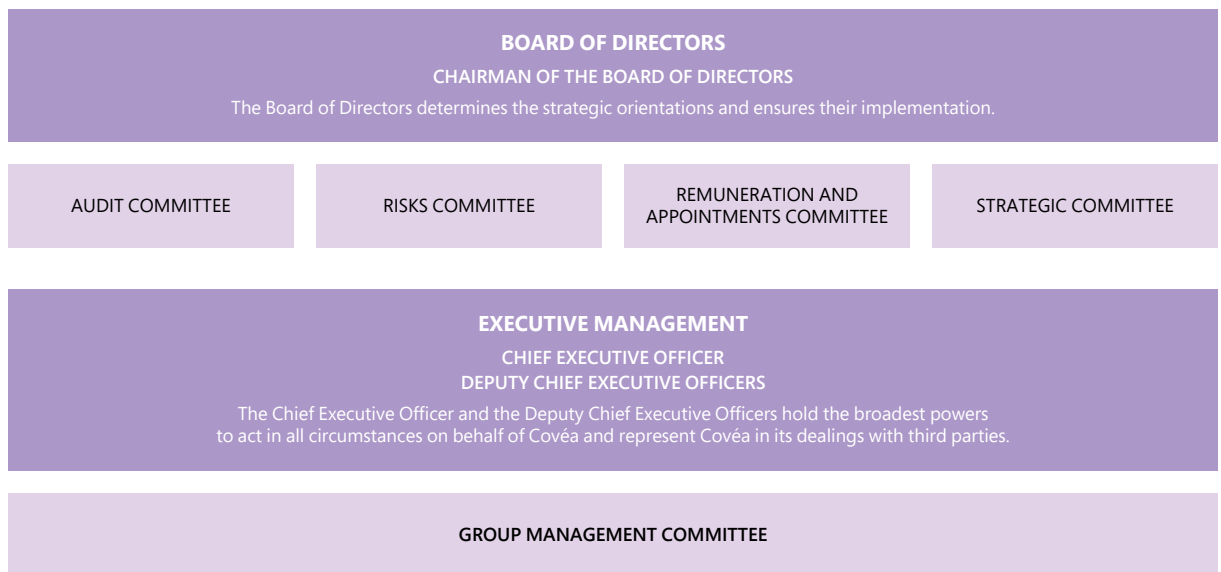 BOARD OF DIRECTORS
CHAIRMAN OF THE BOARD OF DIRECTORS
The Board of Directors determines the strategic orientations and ensures their implementation.
AUDIT COMMITTEE
RISKS COMMITTEE
REMUNERATION AND
APPOINTMENTS COMMITTEE
STRATEGIC COMMITTEE
EXECUTIVE MANAGEMENT
CHIEF EXECUTIVE OFFICER
DEPUTY CHIEF EXECUTIVE OFFICERS
The Chief Executive Officer and the Deputy Chief Executive Officers hold the broadest powers
to act in all circumstances on behalf of Covéa and represent Covéa in its dealings with third parties.
GROUP MANAGEMENT COMMITTEE